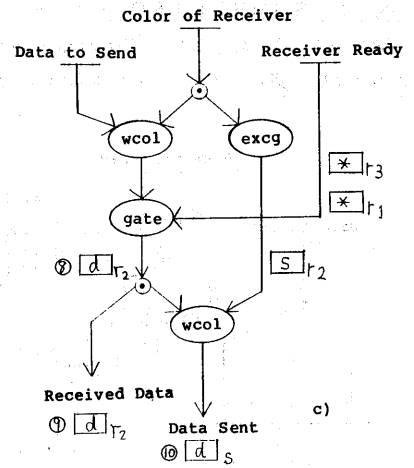 Color of Receiver
Data to Send
Receiver Ready
wcol
excg
* r3
* r1
gate
⑧ d r2
s r2
wcol
Received Data
⑨ d r2
Data Sent
⑩ d s
c)